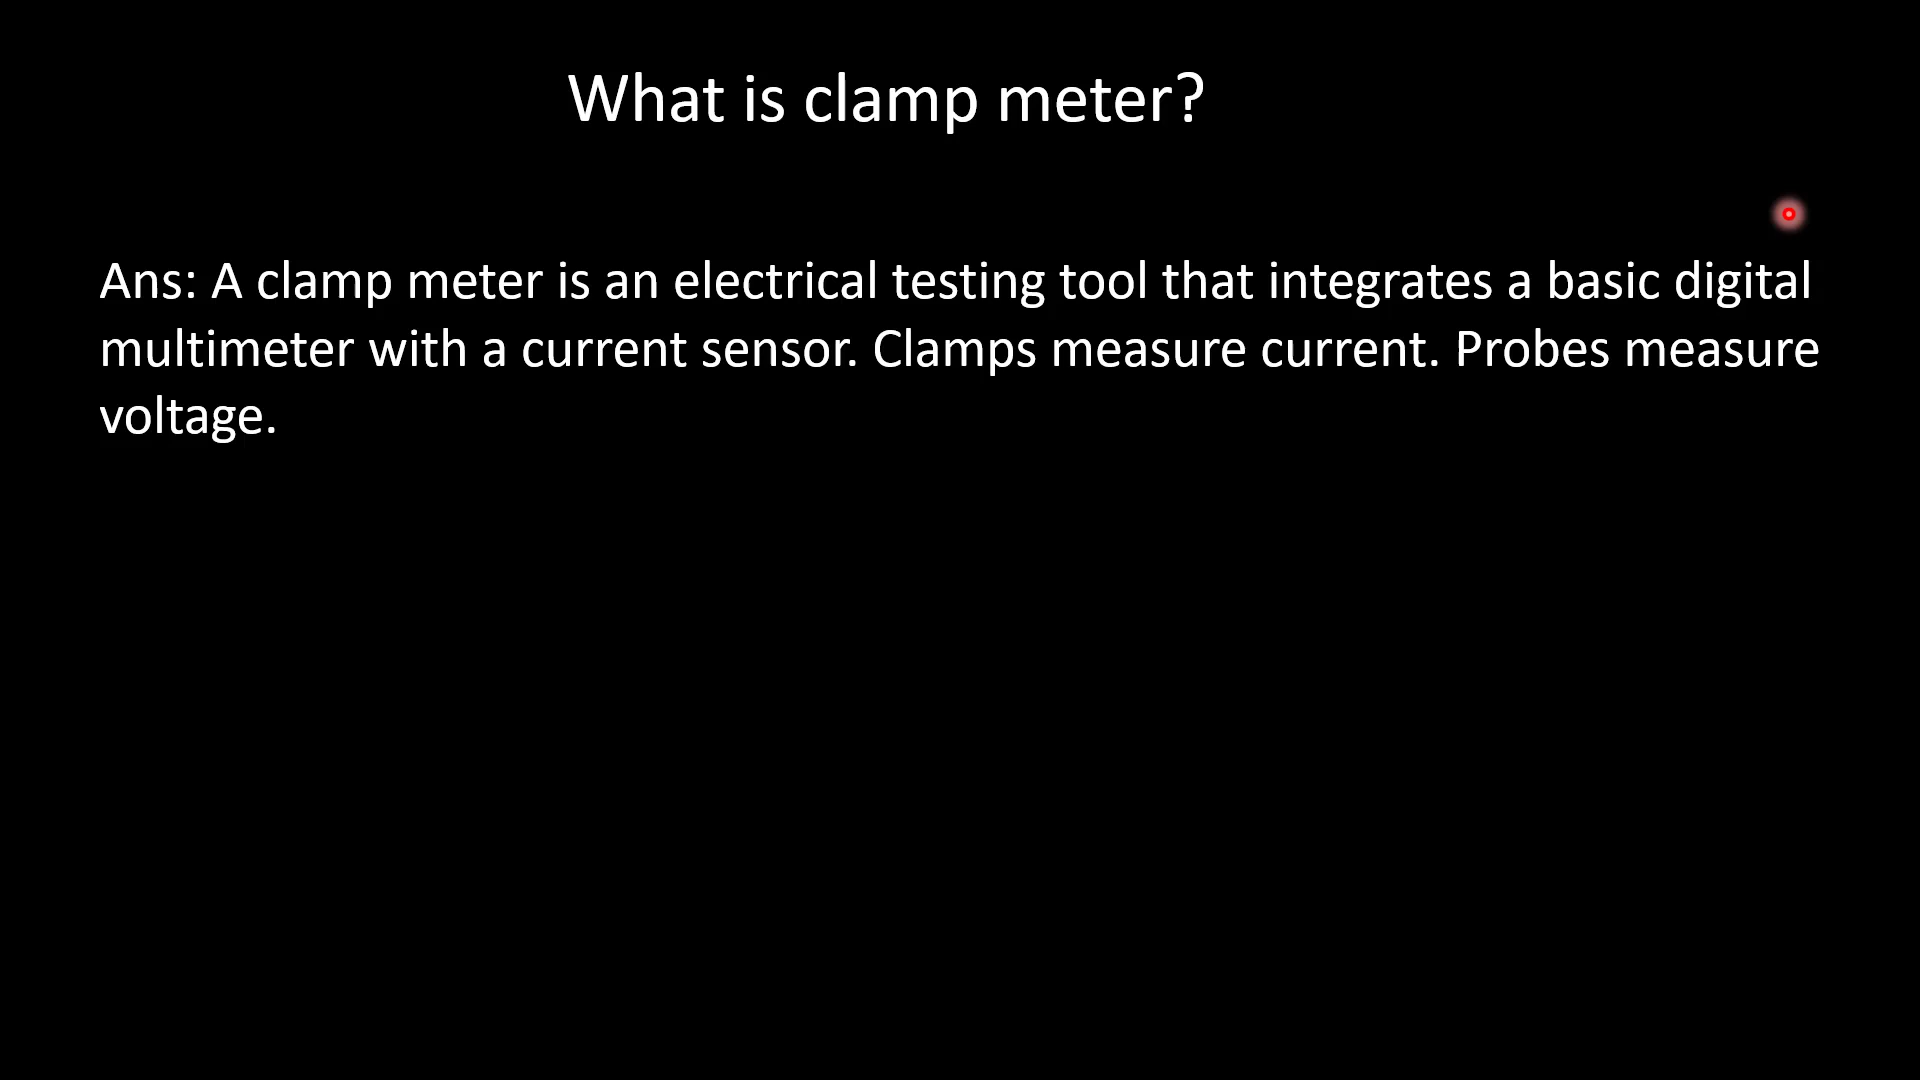 What is clamp meter?
Ans: A clamp meter is an electrical testing tool that integrates a basic digital
multimeter with a current sensor. Clamps measure current. Probes measure
voltage.